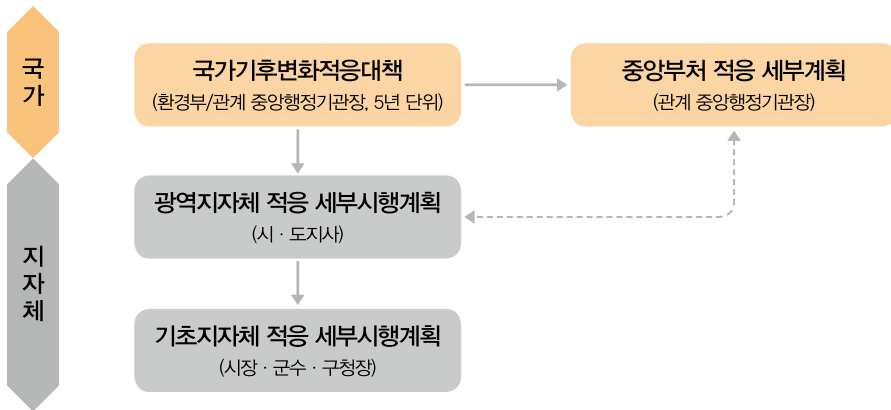 국가
국가기후변화적응대책
(환경부/관계 중앙행정기관장, 5년 단위)
중앙부처 적응 세부계획
(관계 중앙행정기관장)
지자체
광역지자체 적응 세부시행계획
(시 · 도지사)
기초지자체 적응 세부시행계획
(시장 · 군수 · 구청장)